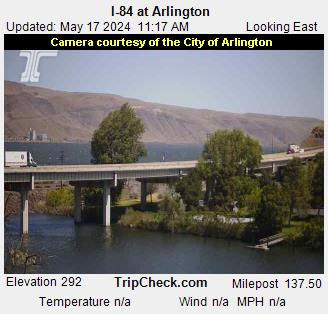 I-84 at Arlington
Updated: May 17 2024 11:17 AM Looking East
Camera courtesy of the City of Arlington
Elevation 292 TripCheck.com Milepost 137.50
Temperature n/a Wind n/a MPH n/a